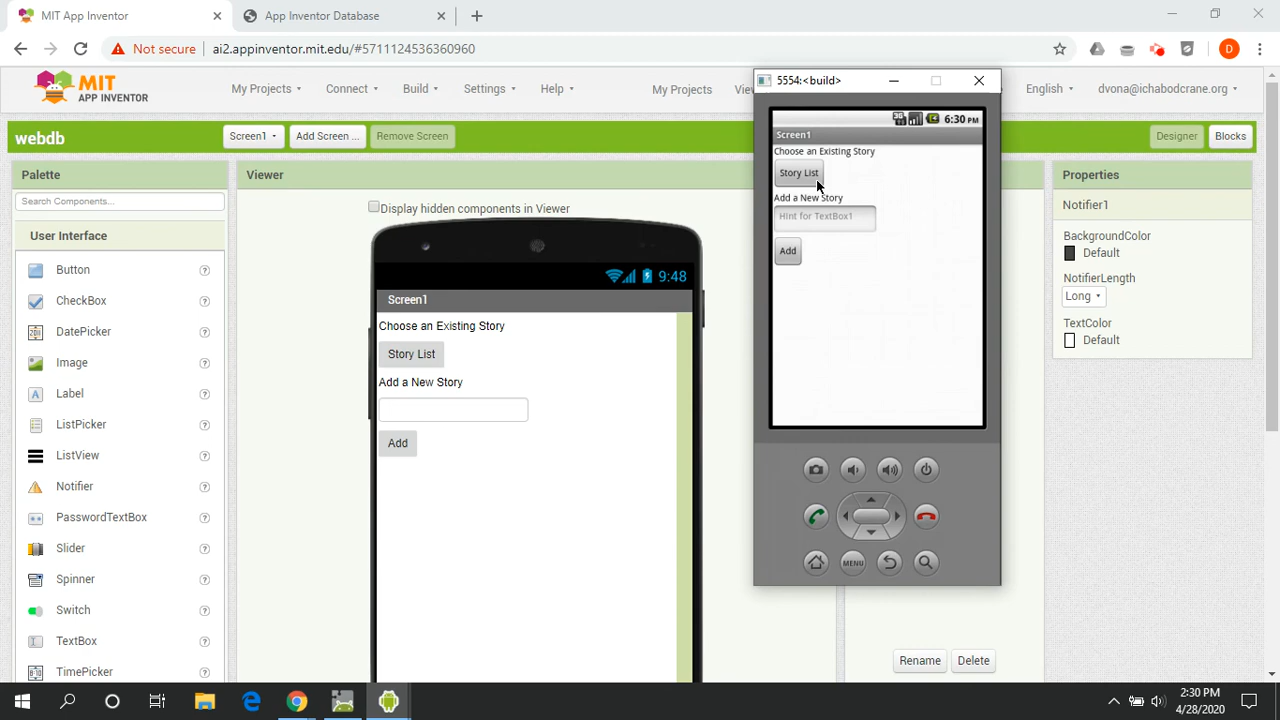 MIT App Inventor
App Inventor Database
Not secure
ai2.appinventor.mit.edu/#5711124536360960
D
MIT
APP INVENTOR
My Projects
Connect
Build
Settings
Help
My Projects
English
dvona@ichabodcrane.org
webdb
Screen1
Add Screen ...
Remove Screen
Designer
Blocks
Palette
Search Components...
User Interface
Button
CheckBox
DatePicker
Image
Label
ListPicker
ListView
Notifier
PasswordTextBox
Slider
Spinner
Switch
TextBox
TimePicker
Viewer
Display hidden components in Viewer
9:48
Screen1
Choose an Existing Story
Story List
Add a New Story
Add
5554:<build>
6:30 PM
Screen1
Choose an Existing Story
Story List
Add a New Story
Hint for TextBox1
Add
MENU
Rename
Delete
Properties
Notifier1
BackgroundColor
Default
NotifierLength
Long
TextColor
Default
2:30 PM
4/28/2020